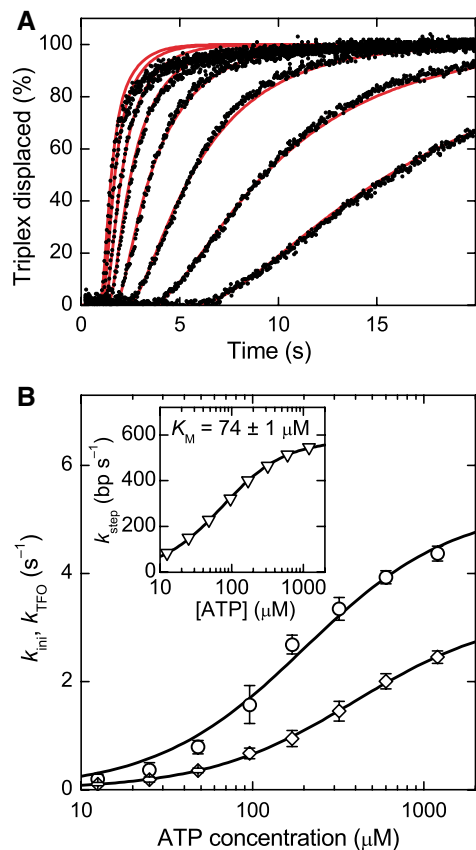 A
Triplex displaced (%)
100
80
60
40
20
0
0 5 10 15
Time (s)
B
k_ini, k_TFO (s⁻¹)
6
4
2
0
k_step (bp s⁻¹)
600
400
200
0
K_M = 74 ± 1 μM
10 100 1000
[ATP] (μM)
10 100 1000
ATP concentration (μM)